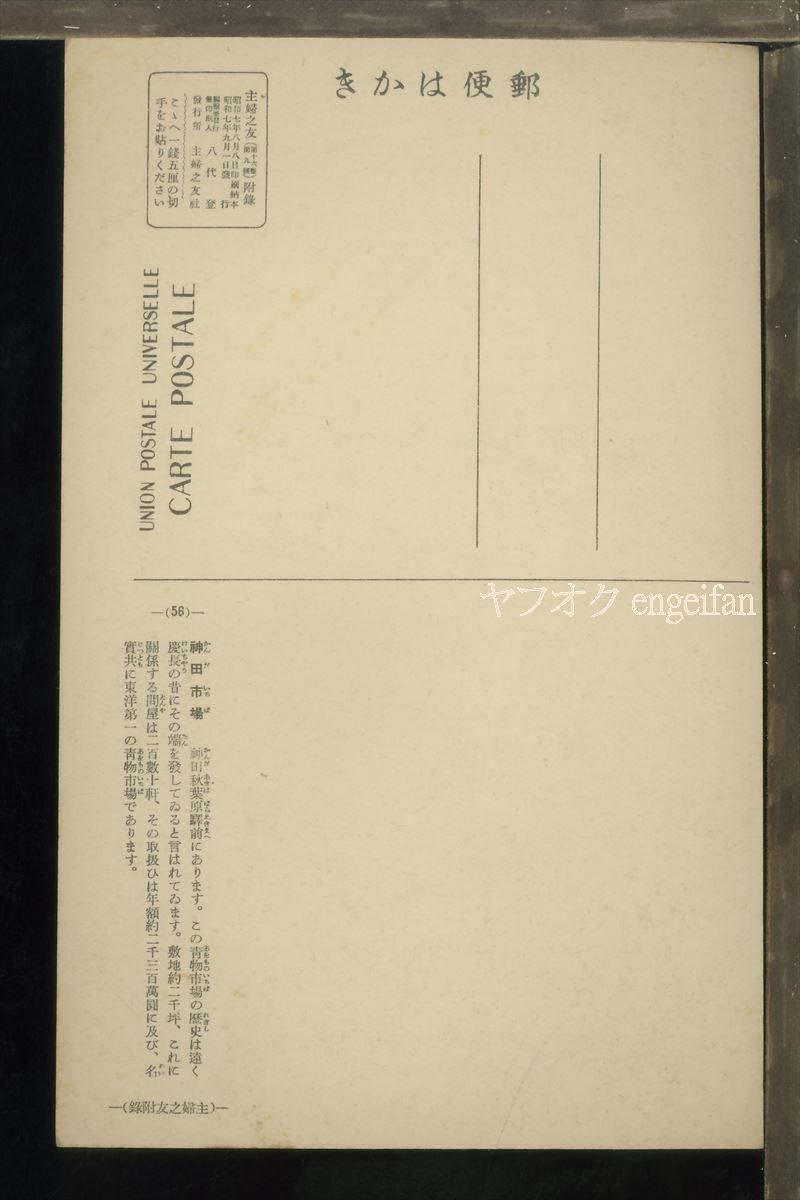 郵便はかき
主婦之友(第十六卷第九號)附錄
昭和七年八月八日印刷納本
昭和七年九月一日發行
編輯兼發行兼印刷人 八代登
發行所 主婦之友社
こゝへ一錢五厘の切
手をお貼りください
UNION POSTALE UNIVERSELLE
CARTE POSTALE
ヤフオク engeifan
—(56)—
神田市場 神田秋葉原驛前にあります。この靑物市場の歷史は遠く
慶長の昔にその端を發してゐると言はれてゐます。敷地約二千坪、これに
關係する問屋は二百數十軒、その取扱ひは年額約二千三百萬圓に及び、名
實共に東洋第一の靑物市場であります。
—(主婦之友附錄)—